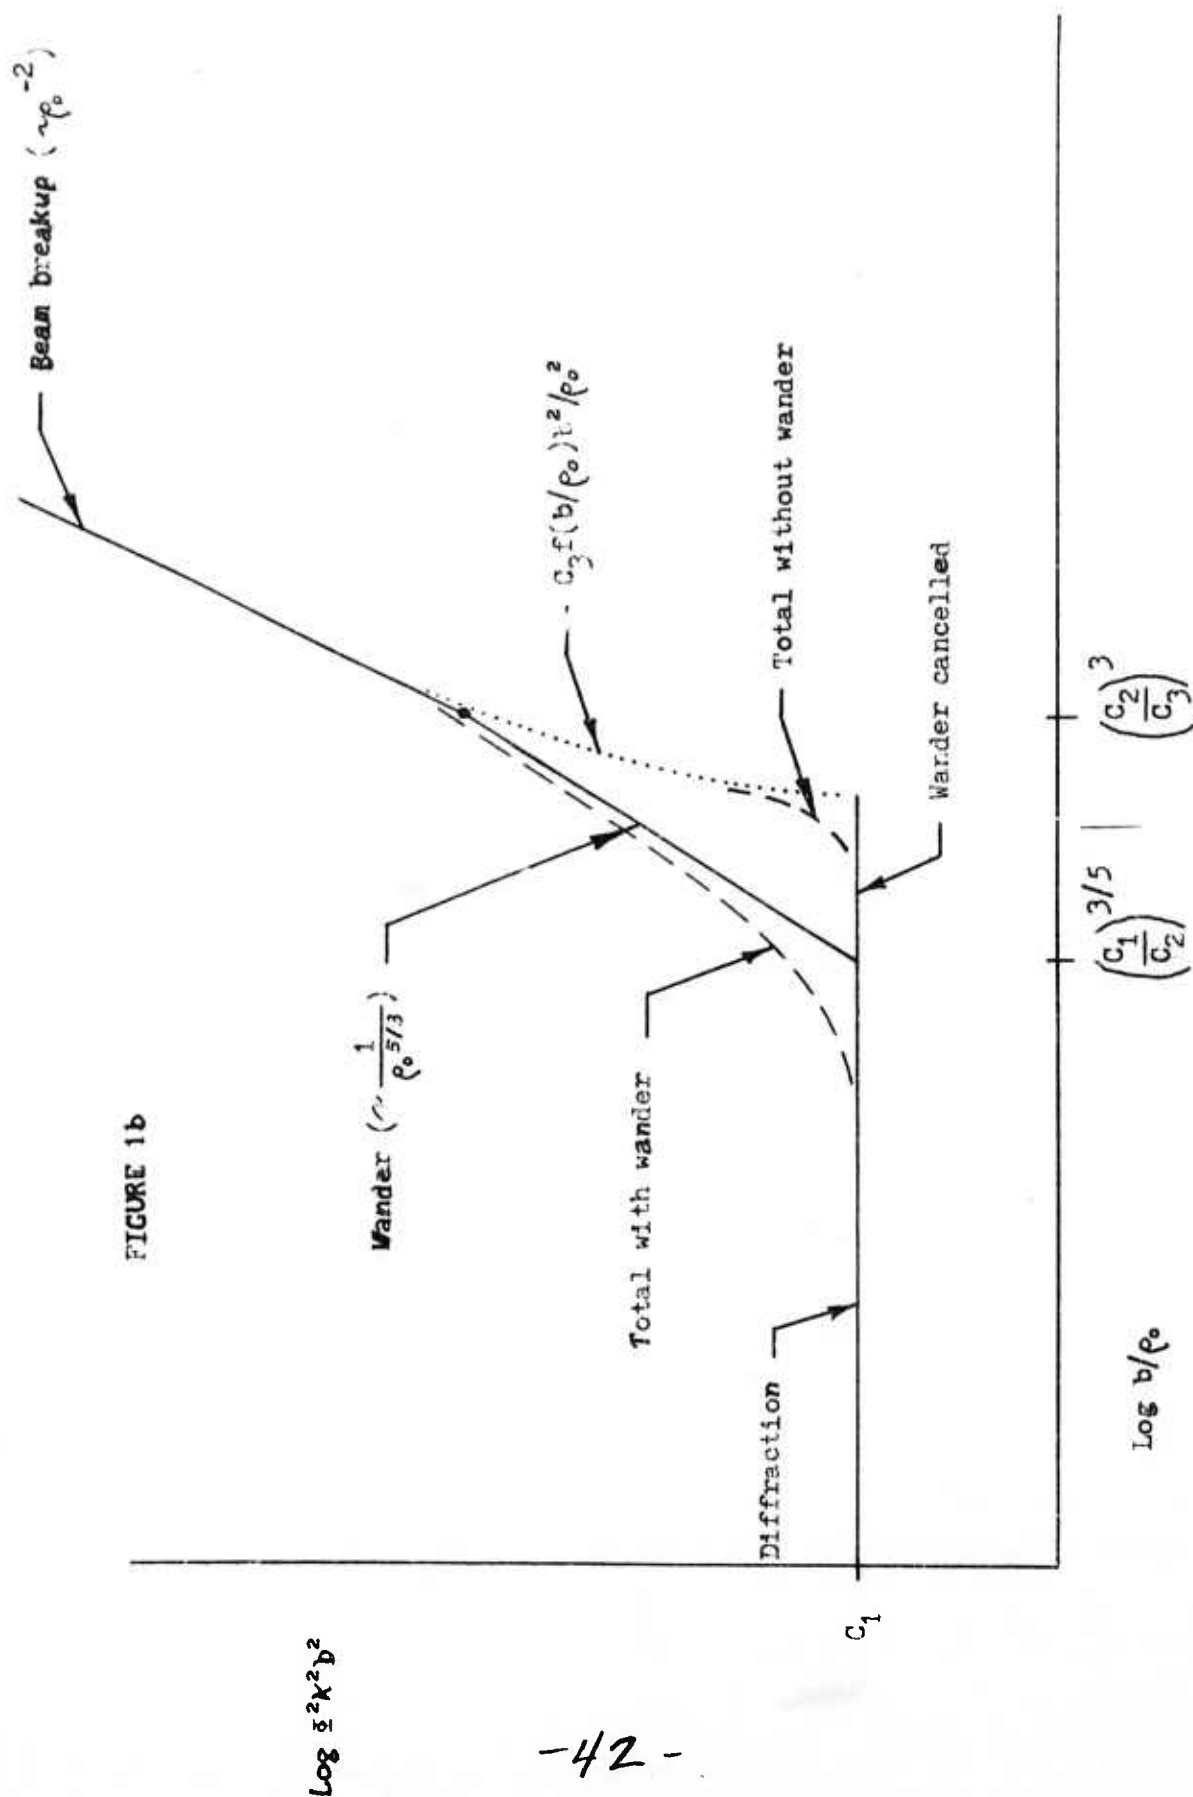 FIGURE 1b
Log Φ²K²b²
Beam breakup (~ρ₀⁻²)
Wander (~ 1/ρ₀^5/3)
C₃f(b/ρ₀)b²/ρ₀²
Total with wander
Total without wander
Diffraction
Wander cancelled
C₁
(C₁/C₂)^3/5
(C₂/C₃)^3
Log b/ρ₀
-42-